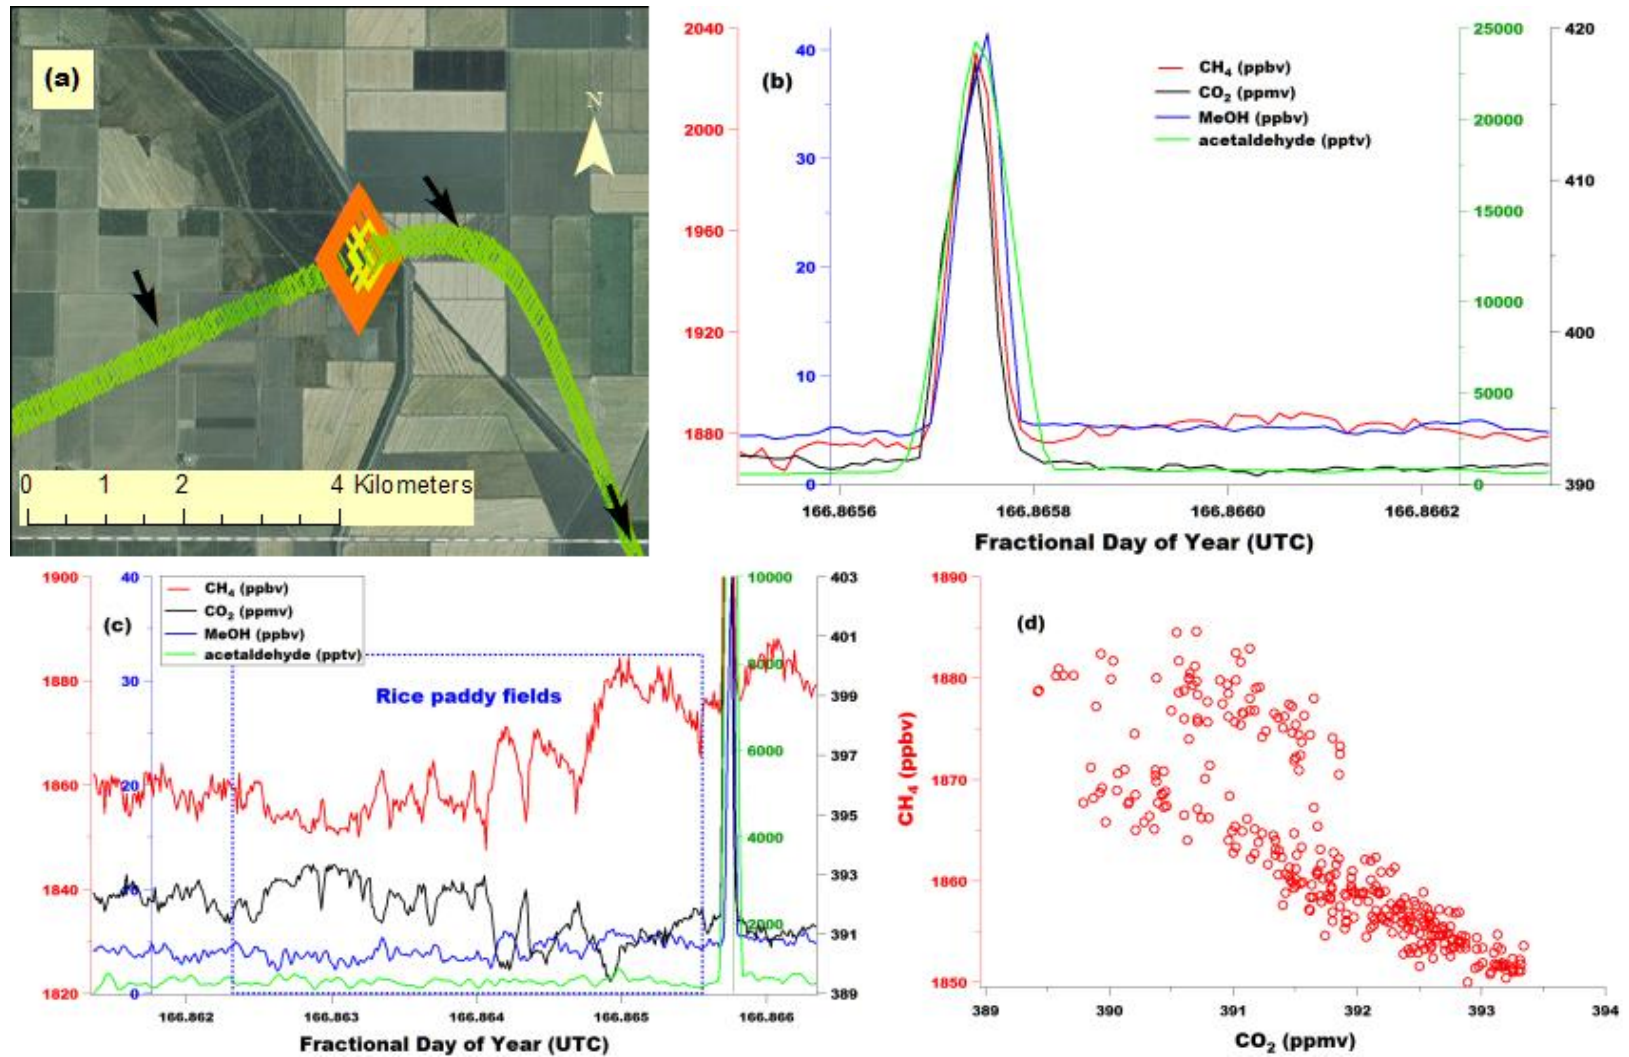 (a)
N
0 1 2 4 Kilometers
(b)
2040
2000
1960
1920
1880
40
30
20
10
0
CH₄ (ppbv)
CO₂ (ppmv)
MeOH (ppbv)
acetaldehyde (pptv)
25000
20000
15000
10000
5000
0
420
410
400
390
166.8656 166.8658 166.8660 166.8662
Fractional Day of Year (UTC)
(c)
1900
1880
1860
1840
1820
40
30
20
0
CH₄ (ppbv)
CO₂ (ppmv)
MeOH (ppbv)
acetaldehyde (pptv)
Rice paddy fields
10000
8000
6000
4000
2000
403
401
399
397
395
393
391
389
166.862 166.863 166.864 166.865 166.866
Fractional Day of Year (UTC)
(d)
CH₄ (ppbv)
1890
1880
1870
1860
1850
389 390 391 392 393 394
CO₂ (ppmv)